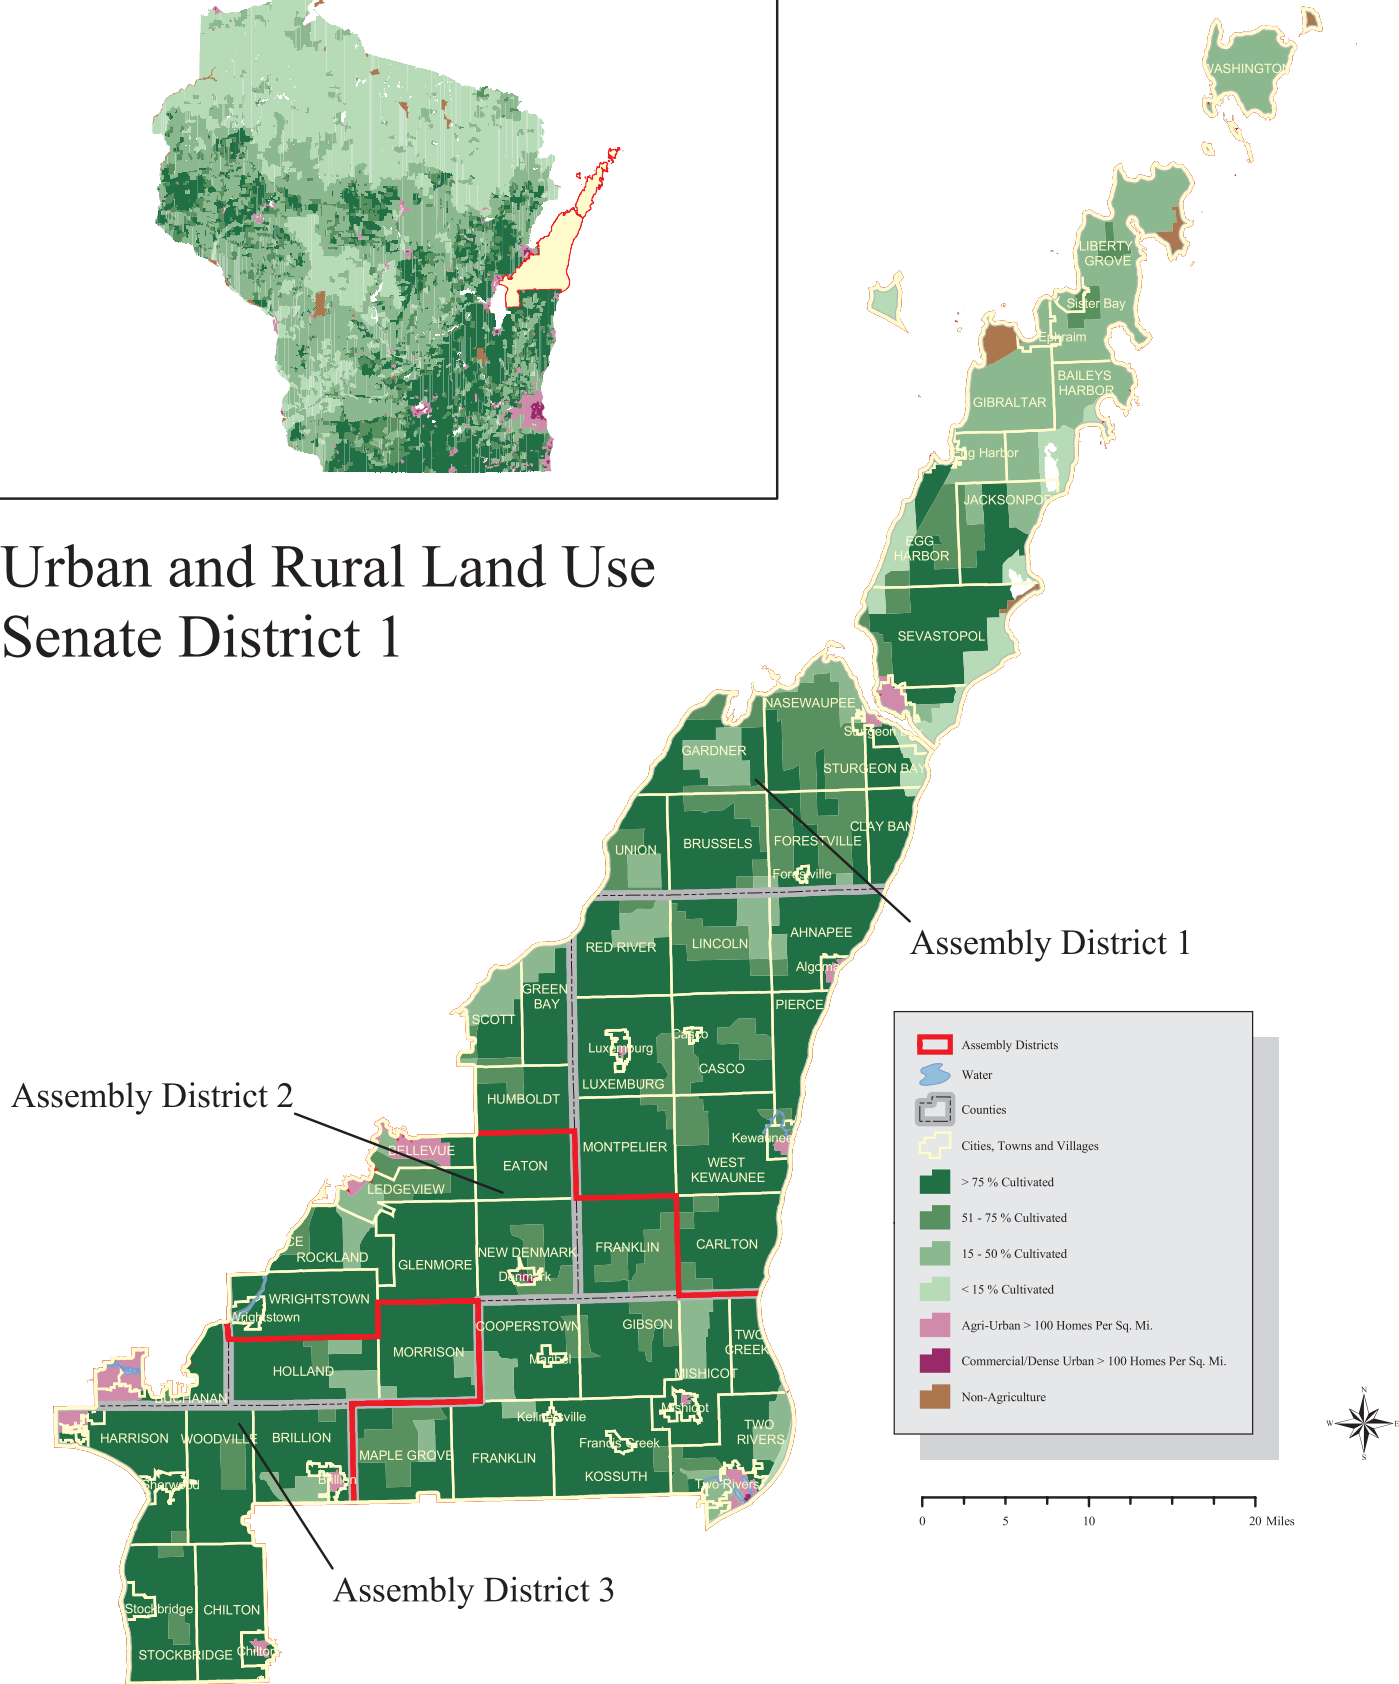 WASHINGTON
LIBERTY
GROVE
Sister Bay
Ephraim
BAILEYS
HARBOR
GIBRALTAR
Egg Harbor
JACKSONPOR
EGG
HARBOR
Urban and Rural Land Use
Senate District 1
SEVASTOPOL
NASEWAUPEE
Sturgeon B
GARDNER
STURGEON BAY
CLAY BAN
UNION
BRUSSELS
FORESTVILLE
Forestville
AHNAPEE
RED RIVER
LINCOLN
Assembly District 1
Algoma
GREEN
BAY
PIERCE
SCOTT
Luxemburg
Casco
CASCO
LUXEMBURG
HUMBOLDT
Assembly District 2
Kewaunee
BELLEVUE
MONTPELIER
EATON
WEST
KEWAUNEE
LEDGEVIEW
CE
ROCKLAND
GLENMORE
NEW DENMARK
FRANKLIN
CARLTON
Denmark
WRIGHTSTOWN
Wrightstown
COOPERSTOWN
GIBSON
TWO
CREEK
MORRISON
Maribel
HOLLAND
MISHICOT
BUCHANAN
Mishicot
Kellnersville
HARRISON
WOODVILLE
BRILLION
TWO
RIVERS
Francis Creek
MAPLE GROVE
FRANKLIN
KOSSUTH
Sherwood
Brillion
Two Rivers
Assembly District 3
Stockbridge
CHILTON
STOCKBRIDGE
Chilton
Assembly Districts
Water
Counties
Cities, Towns and Villages
> 75 % Cultivated
51 - 75 % Cultivated
15 - 50 % Cultivated
< 15 % Cultivated
Agri-Urban > 100 Homes Per Sq. Mi.
Commercial/Dense Urban > 100 Homes Per Sq. Mi.
Non-Agriculture
N
W E
S
0 5 10 20 Miles